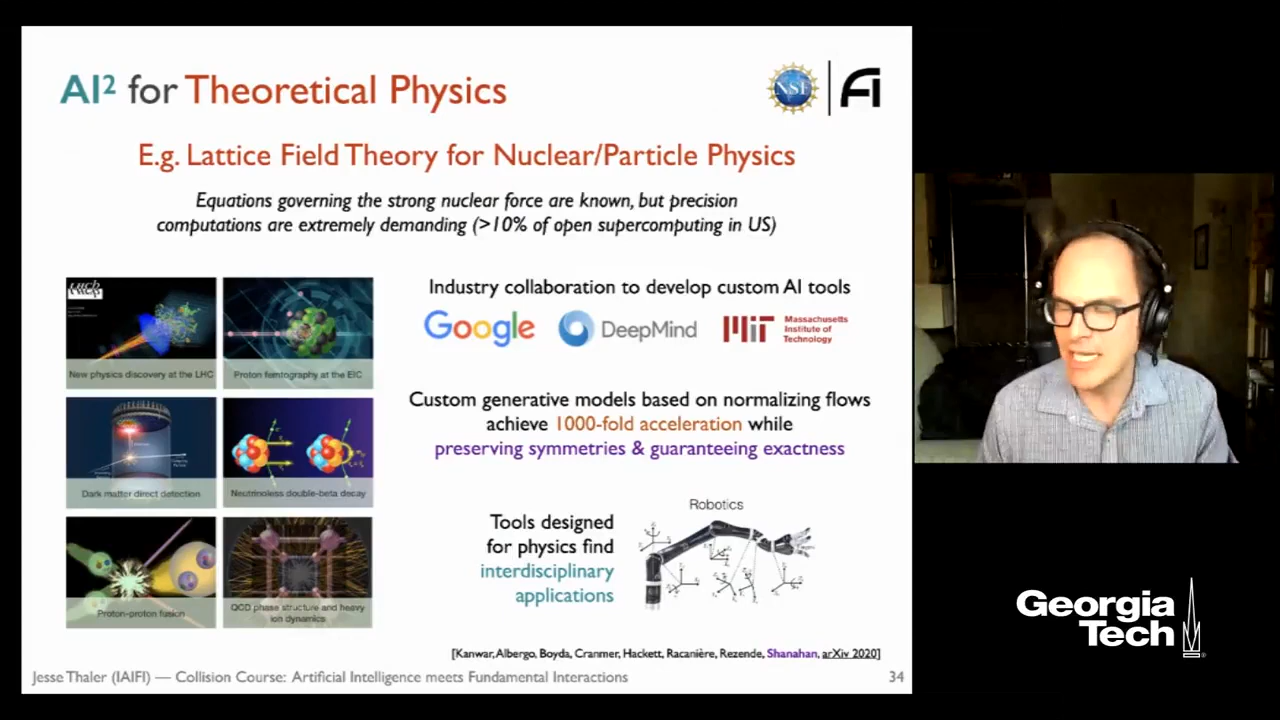 AI² for Theoretical Physics
NSF
E.g. Lattice Field Theory for Nuclear/Particle Physics
Equations governing the strong nuclear force are known, but precision
computations are extremely demanding (>10% of open supercomputing in US)
LHCb
New physics discovery at the LHC
Proton femtography at the EIC
Dark matter direct detection
Neutrinoless double-beta decay
Proton-proton fusion
QCD phase structure and heavy
ion dynamics
Industry collaboration to develop custom AI tools
Google
DeepMind
Massachusetts
Institute of
Technology
Custom generative models based on normalizing flows
achieve 1000-fold acceleration while
preserving symmetries & guaranteeing exactness
Tools designed
for physics find
interdisciplinary
applications
Robotics
[Kanwar, Albergo, Boyda, Cranmer, Hackett, Racanière, Rezende, Shanahan, arXiv 2020]
Jesse Thaler (IAIFI) — Collision Course: Artificial Intelligence meets Fundamental Interactions
34
Georgia
Tech